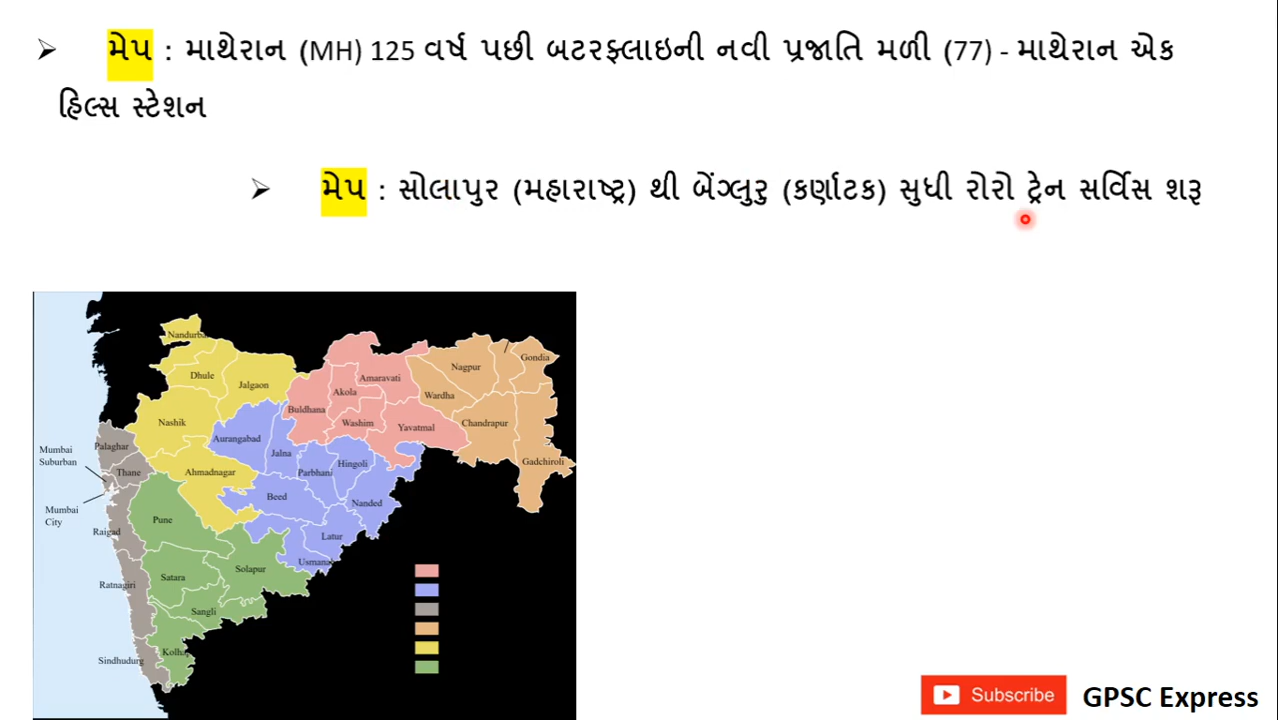 ➢ મેપ : માથેરાન (MH) 125 વર્ષ પછી બટરફ્લાઇની નવી પ્રજાતિ મળી (77) - માથેરાન એક
હિલ્સ સ્ટેશન
➢ મેપ : સોલાપુર (મહારાષ્ટ્ર) થી બેંગ્લુરુ (કર્ણાટક) સુધી રોરો ટ્રેન સર્વિસ શરૂ
Nandurbar
Dhule
Jalgaon
Nashik
Buldhana
Akola
Amaravati
Washim
Yavatmal
Wardha
Nagpur
Gondia
Chandrapur
Gadchiroli
Aurangabad
Jalna
Parbhani
Hingoli
Ahmadnagar
Beed
Nanded
Latur
Palaghar
Mumbai
Suburban
Thane
Mumbai
City
Raigad
Pune
Satara
Solapur
Ratnagiri
Sangli
Sindhudurg
Subscribe
GPSC Express